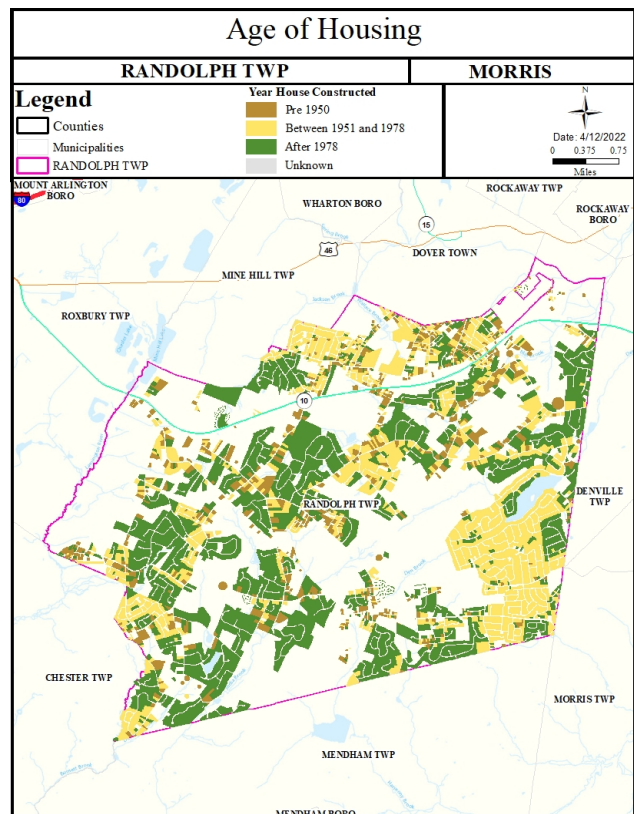 Age of Housing
RANDOLPH TWP
MORRIS
Legend
Counties
Municipalities
RANDOLPH TWP
Year House Constructed
Pre 1950
Between 1951 and 1978
After 1978
Unknown
N
Date: 4/12/2022
0 0.375 0.75
Miles
MOUNT ARLINGTON
BORO
80
ROCKAWAY TWP
WHARTON BORO
ROCKAWAY
BORO
15
46
DOVER TOWN
MINE HILL TWP
ROXBURY TWP
10
RANDOLPH TWP
DENVILLE
TWP
CHESTER TWP
MORRIS TWP
MENDHAM TWP
MENDHAM BORO